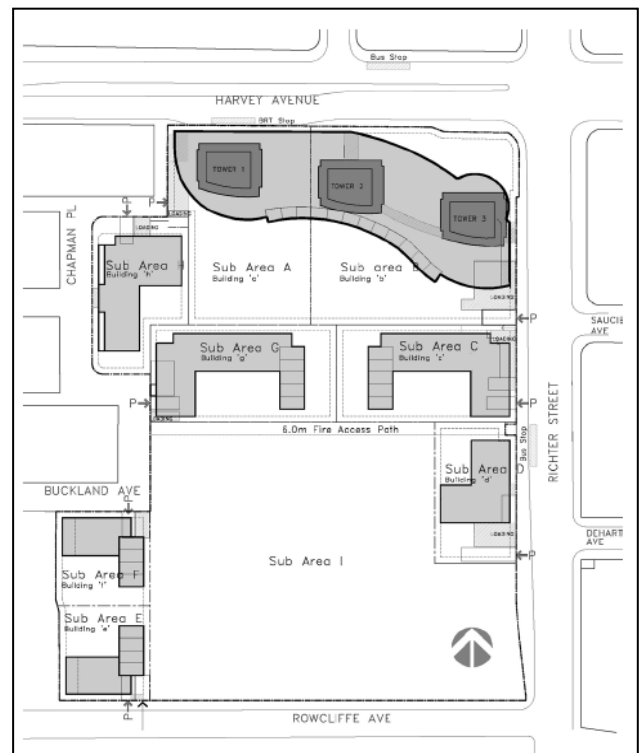 Bus Stop
HARVEY AVENUE
BRT Stop
TOWER 1
TOWER 2
TOWER 3
P
P
LOADING
LOADING
CHAPMAN PL
Sub Area H
Building 'h'
Sub Area A
Building 'a'
Sub area B
Building 'b'
LOADING
P
SAUCIE
AVE
Sub Area G
Building 'g'
Sub Area C
Building 'c'
P
LOADING
P
RICHTER STREET
6.0m Fire Access Path
Bus Stop
Sub Area D
Building 'd'
BUCKLAND AVE
P
LOADING
DEHART
AVE
P
Sub Area I
Sub Area F
Building 'f'
Sub Area E
Building 'e'
P
ROWCLIFFE AVE